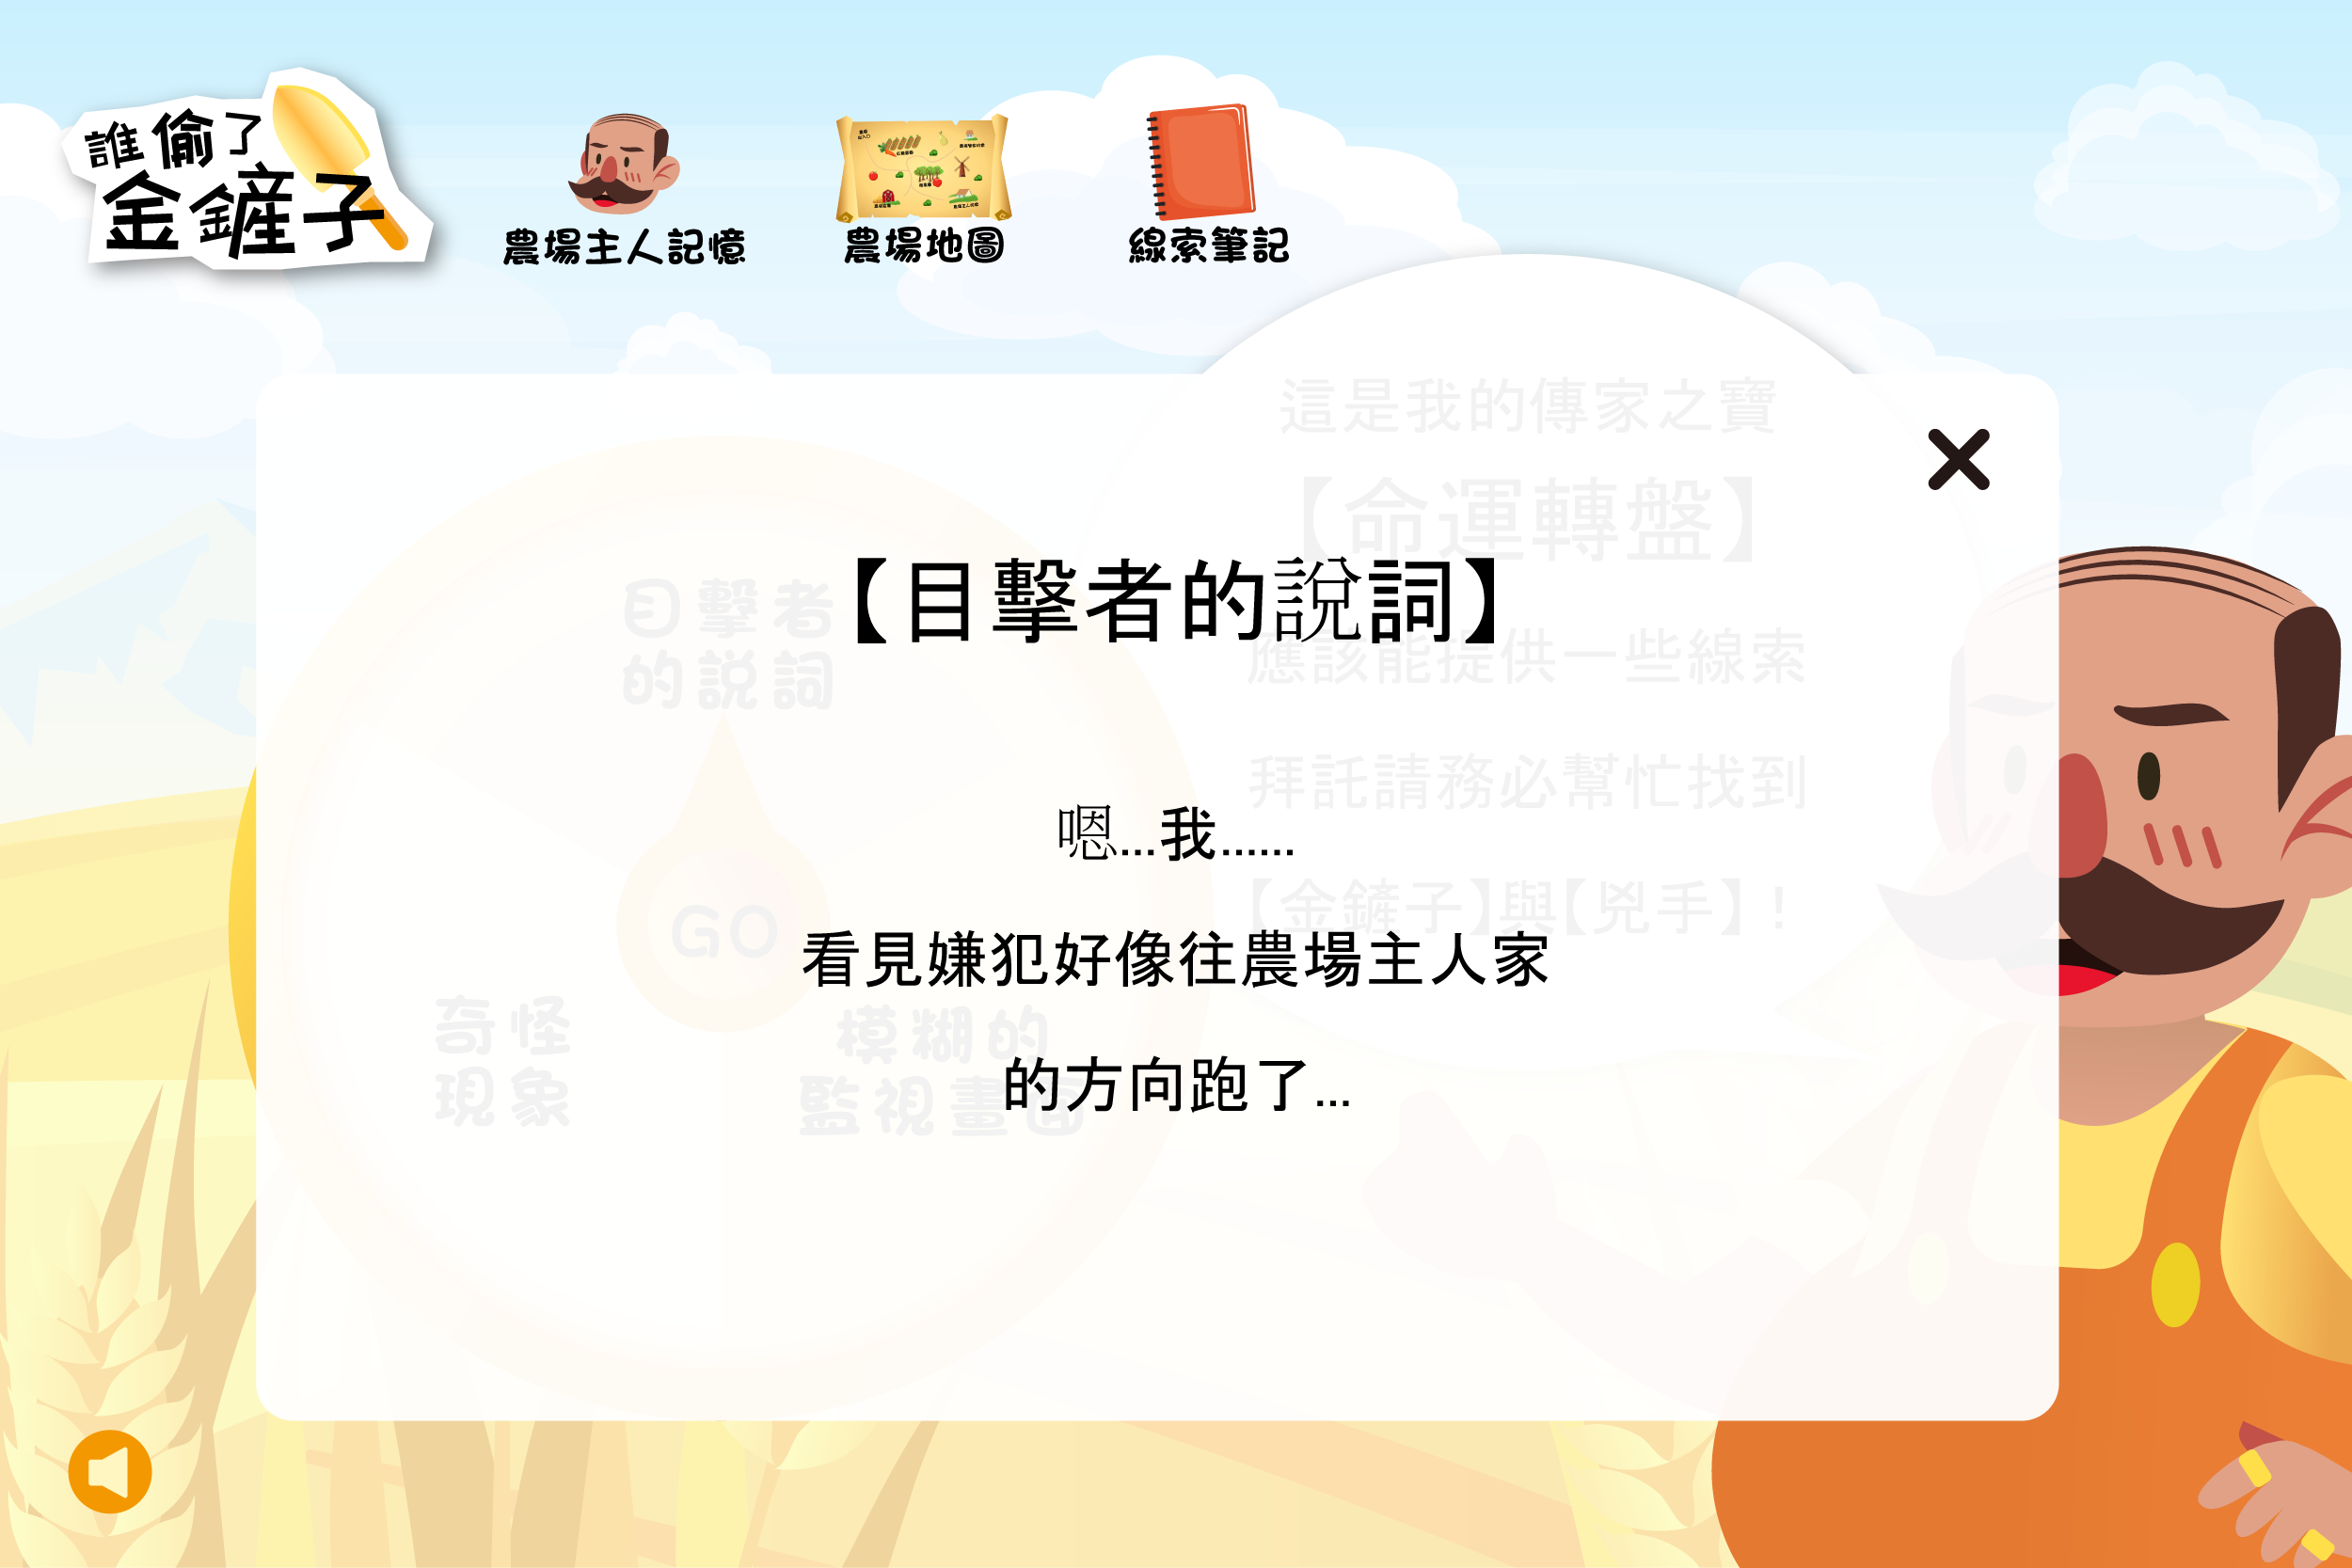 誰偷了
金鏟子
農場主人記憶
農場地圖
線索筆記
這是我的傳家之寶
【命運轉盤】
應該能提供一些線索
拜託請務必幫忙找到
【金鏟子】與【兇手】!
目擊者
的說詞
GO
奇怪
現象
模糊的
監視畫面
【目擊者的說詞】
嗯...我......
看見嫌犯好像往農場主人家
的方向跑了...